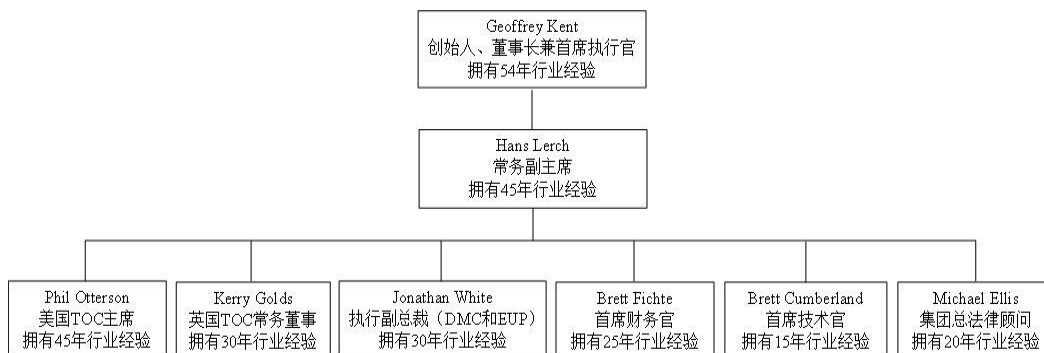 Geoffrey Kent
创始人、董事长兼首席执行官
拥有54年行业经验
Hans Lerch
常务副主席
拥有45年行业经验
Phil Otterson
美国TOC主席
拥有45年行业经验
Kerry Golds
英国TOC常务董事
拥有30年行业经验
Jonathan White
执行副总裁（DMC和EUP）
拥有30年行业经验
Brett Fichte
首席财务官
拥有25年行业经验
Brett Cumberland
首席技术官
拥有15年行业经验
Michael Ellis
集团总法律顾问
拥有20年行业经验